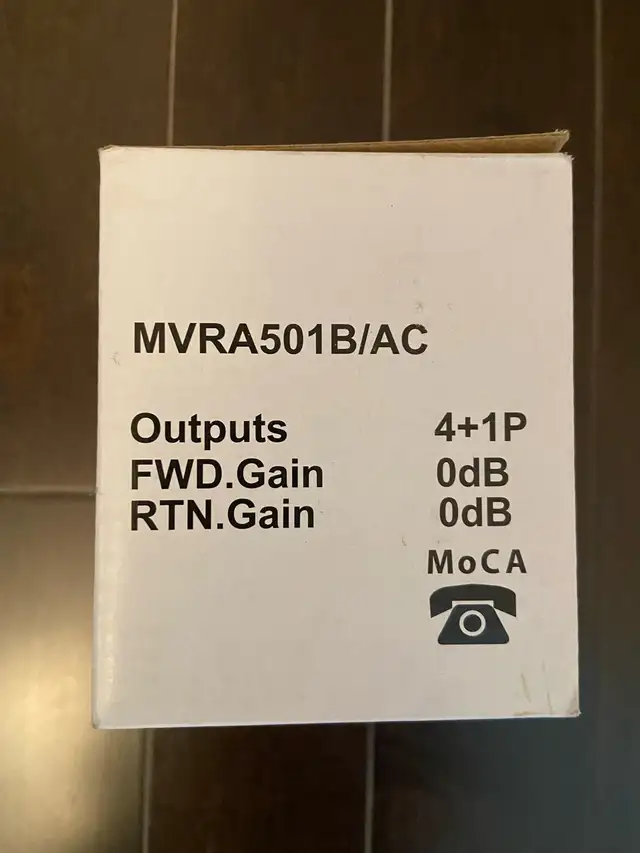 MVRA501B/AC
Outputs 4+1P
FWD.Gain 0dB
RTN.Gain 0dB
MoCA